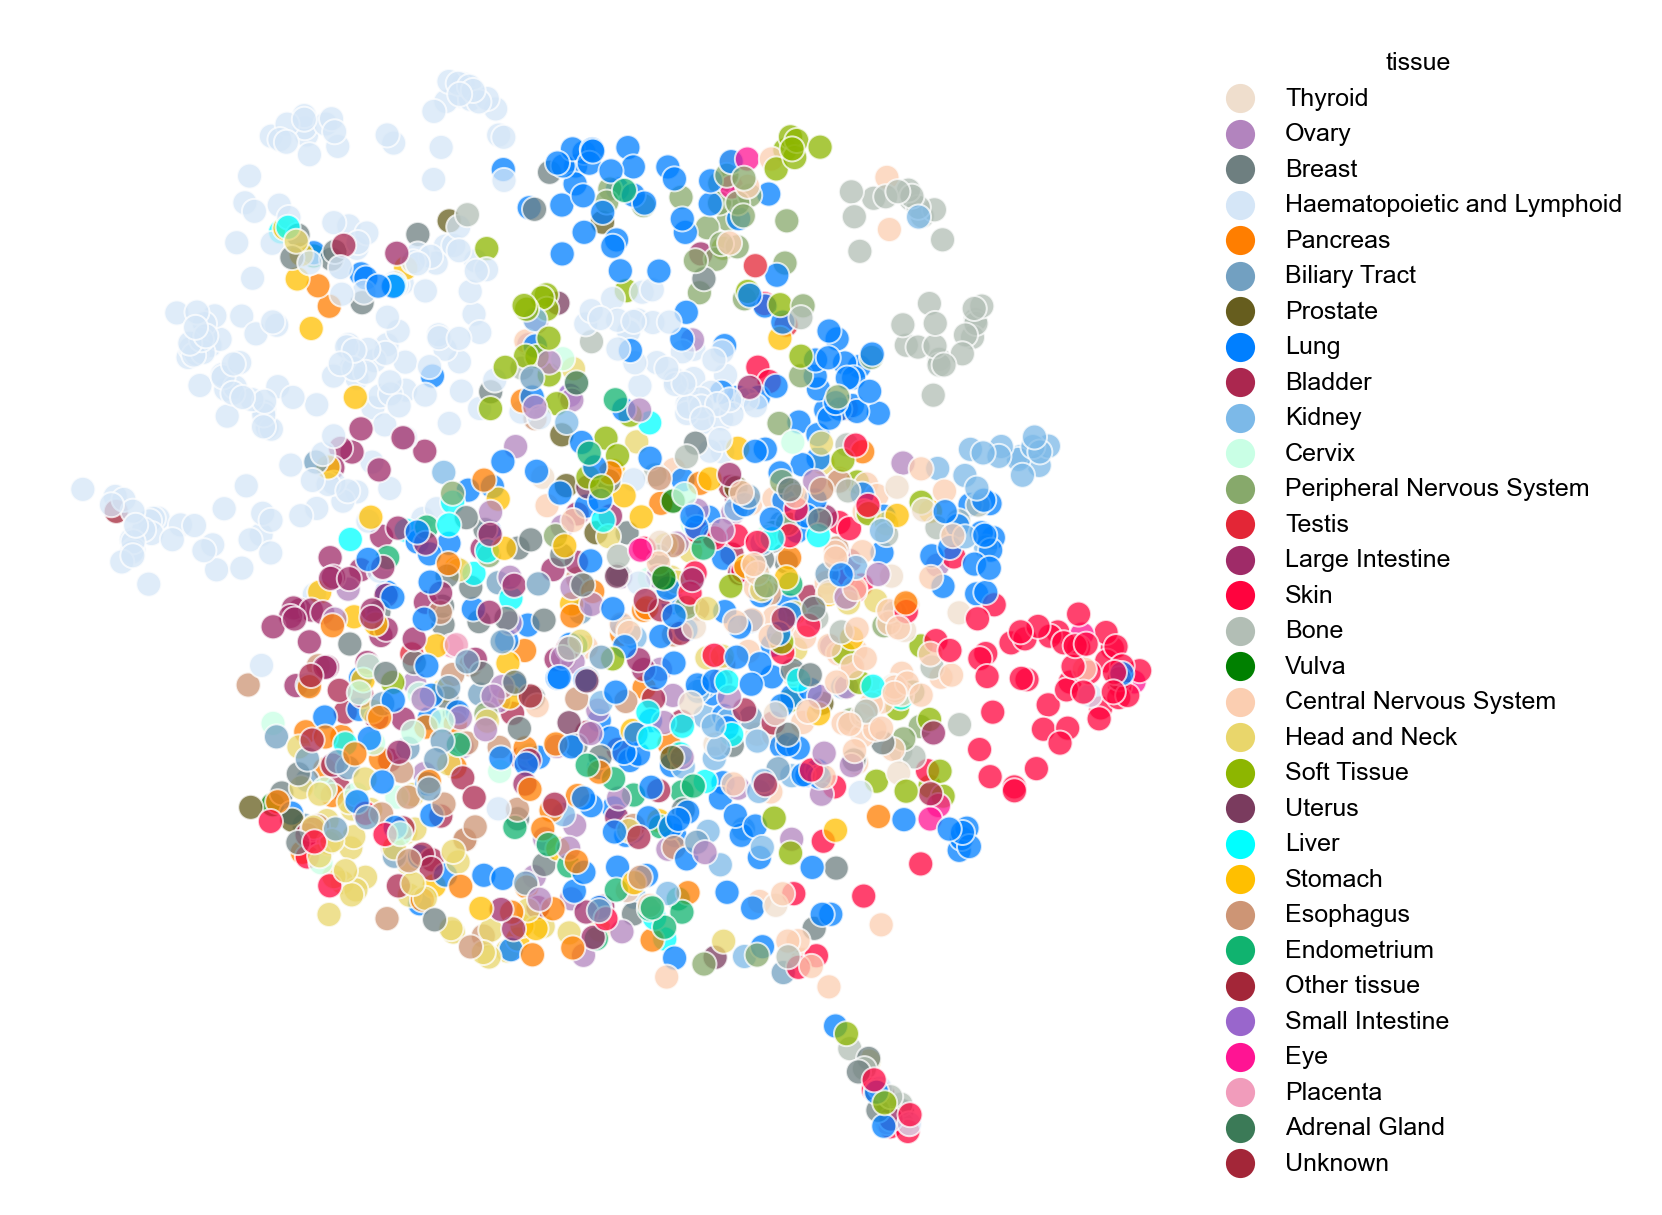 tissue
Thyroid
Ovary
Breast
Haematopoietic and Lymphoid
Pancreas
Biliary Tract
Prostate
Lung
Bladder
Kidney
Cervix
Peripheral Nervous System
Testis
Large Intestine
Skin
Bone
Vulva
Central Nervous System
Head and Neck
Soft Tissue
Uterus
Liver
Stomach
Esophagus
Endometrium
Other tissue
Small Intestine
Eye
Placenta
Adrenal Gland
Unknown